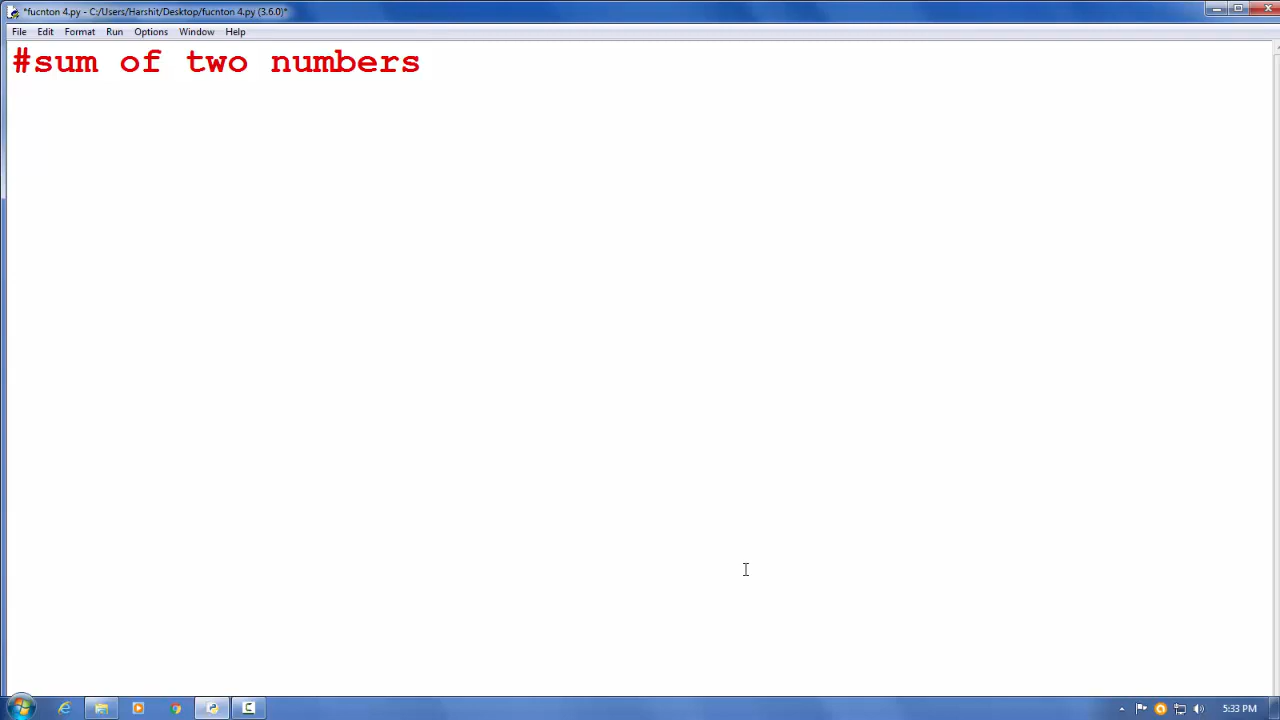 *fucnton 4.py - C:/Users/Harshit/Desktop/fucnton 4.py (3.6.0)*
File Edit Format Run Options Window Help
#sum of two numbers
5:33 PM